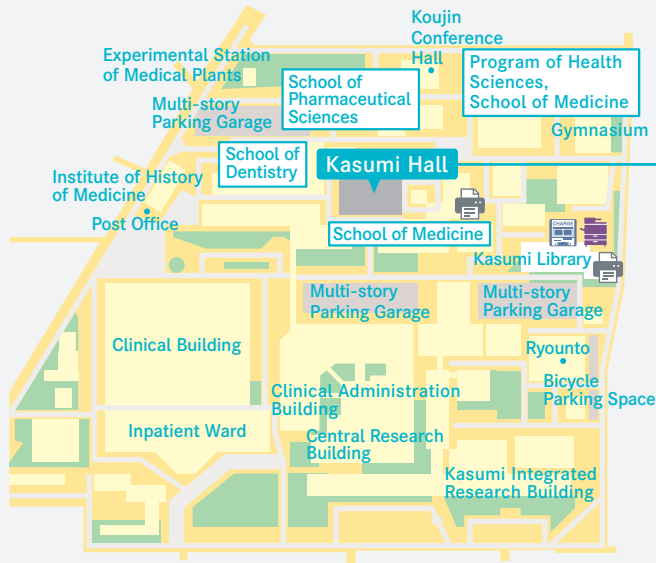 Koujin
Conference
Hall
Experimental Station
of Medical Plants
Program of Health
Sciences,
School of Medicine
School of
Pharmaceutical
Sciences
Multi-story
Parking Garage
Gymnasium
School of
Dentistry
Kasumi Hall
Institute of History
of Medicine
Post Office
School of Medicine
CHARGE
Kasumi Library
Multi-story
Parking Garage
Multi-story
Parking Garage
Clinical Building
Ryounto
Bicycle
Parking Space
Clinical Administration
Building
Inpatient Ward
Central Research
Building
Kasumi Integrated
Research Building